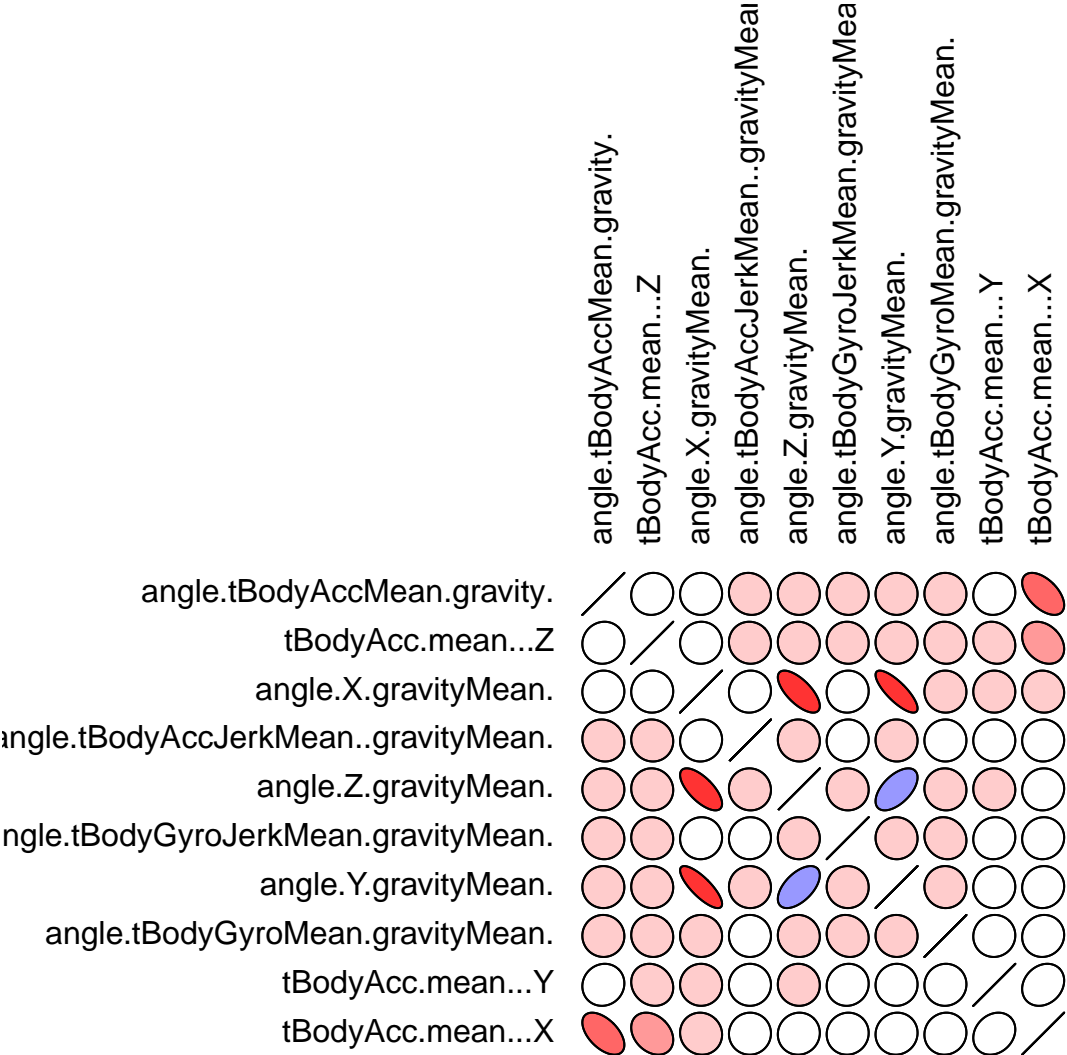 angle.tBodyAccMean.gravity.
tBodyAcc.mean...Z
angle.X.gravityMean.
angle.tBodyAccJerkMean..gravityMean
angle.Z.gravityMean.
angle.tBodyGyroJerkMean.gravityMea
angle.Y.gravityMean.
angle.tBodyGyroMean.gravityMean.
tBodyAcc.mean...Y
tBodyAcc.mean...X
angle.tBodyAccMean.gravity.
tBodyAcc.mean...Z
angle.X.gravityMean.
angle.tBodyAccJerkMean..gravityMean.
angle.Z.gravityMean.
ngle.tBodyGyroJerkMean.gravityMean.
angle.Y.gravityMean.
angle.tBodyGyroMean.gravityMean.
tBodyAcc.mean...Y
tBodyAcc.mean...X